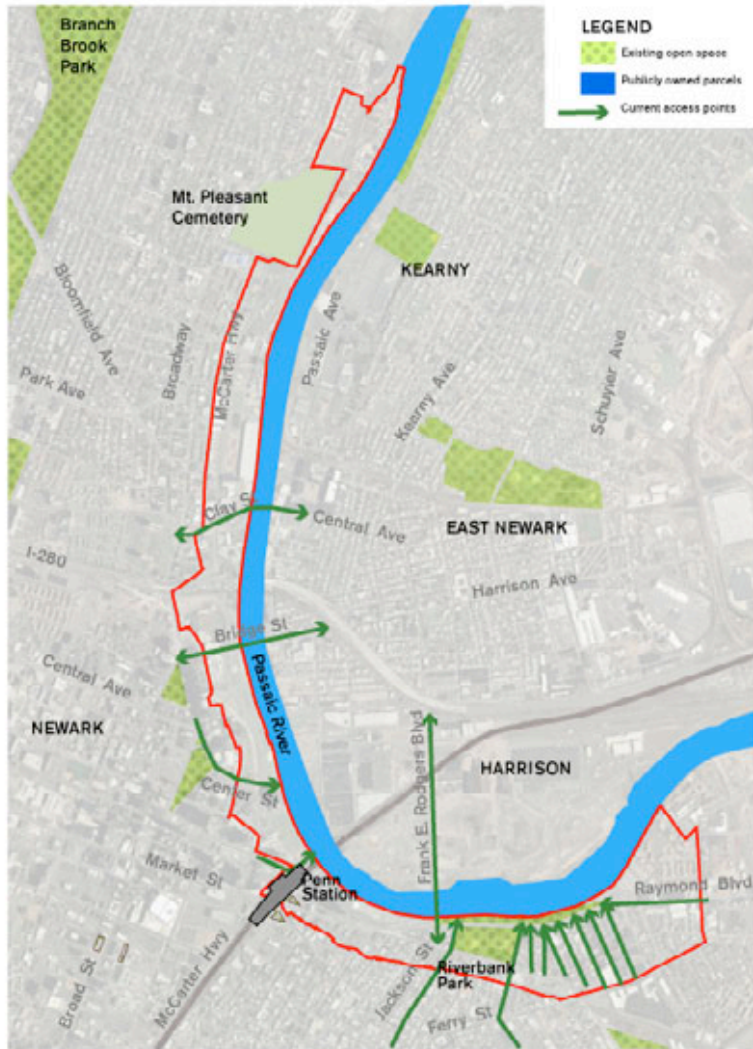 Branch
Brook
Park
LEGEND
Existing open space
Publicly owned parcels
Current access points
Mt. Pleasant
Cemetery
KEARNY
Bloomfield Ave
Broadway
McCarter Hwy
Passaic Ave
Park Ave
Kearny Ave
Schuyler Ave
Clay St
Central Ave
EAST NEWARK
I-280
Harrison Ave
Bridge St
Central Ave
Passaic River
NEWARK
Frank E. Rodgers Blvd
HARRISON
Center St
Market St
Penn
Station
Raymond Blvd
McCarter Hwy
Broad St
Jackson St
Riverbank
Park
Ferry St